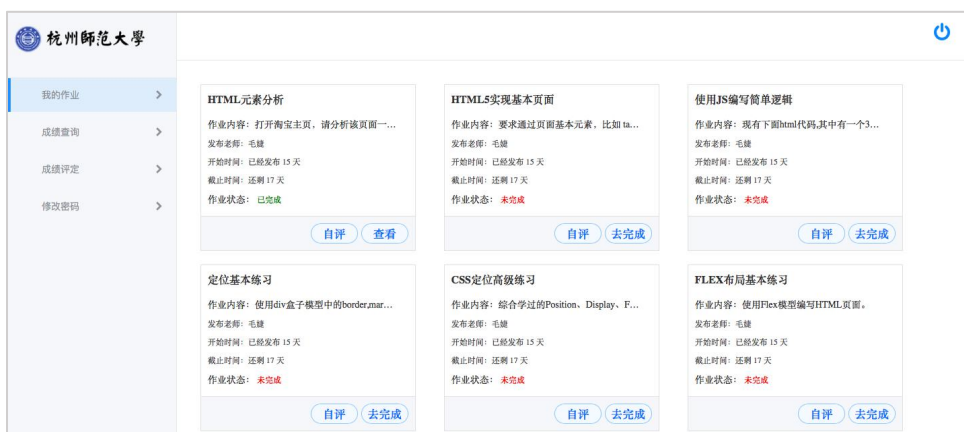 杭州師范大學
我的作业
成绩查询
成绩评定
修改密码
HTML元素分析
作业内容：打开淘宝主页，请分析该页面一…
发布老师：毛婕
开始时间：已经发布 15 天
截止时间：还剩 17 天
作业状态：已完成
自评 查看
HTML5实现基本页面
作业内容：要求通过页面基本元素，比如 ta…
发布老师：毛婕
开始时间：已经发布 15 天
截止时间：还剩 17 天
作业状态：未完成
自评 去完成
使用JS编写简单逻辑
作业内容：现有下面html代码,其中有一个3…
发布老师：毛婕
开始时间：已经发布 15 天
截止时间：还剩 17 天
作业状态：未完成
自评 去完成
定位基本练习
作业内容：使用div盒子模型中的border,mar…
发布老师：毛婕
开始时间：已经发布 15 天
截止时间：还剩 17 天
作业状态：未完成
自评 去完成
CSS定位高级练习
作业内容：综合学过的Position、Display、F…
发布老师：毛婕
开始时间：已经发布 15 天
截止时间：还剩 17 天
作业状态：未完成
自评 去完成
FLEX布局基本练习
作业内容：使用Flex模型编写HTML页面。
发布老师：毛婕
开始时间：已经发布 15 天
截止时间：还剩 17 天
作业状态：未完成
自评 去完成